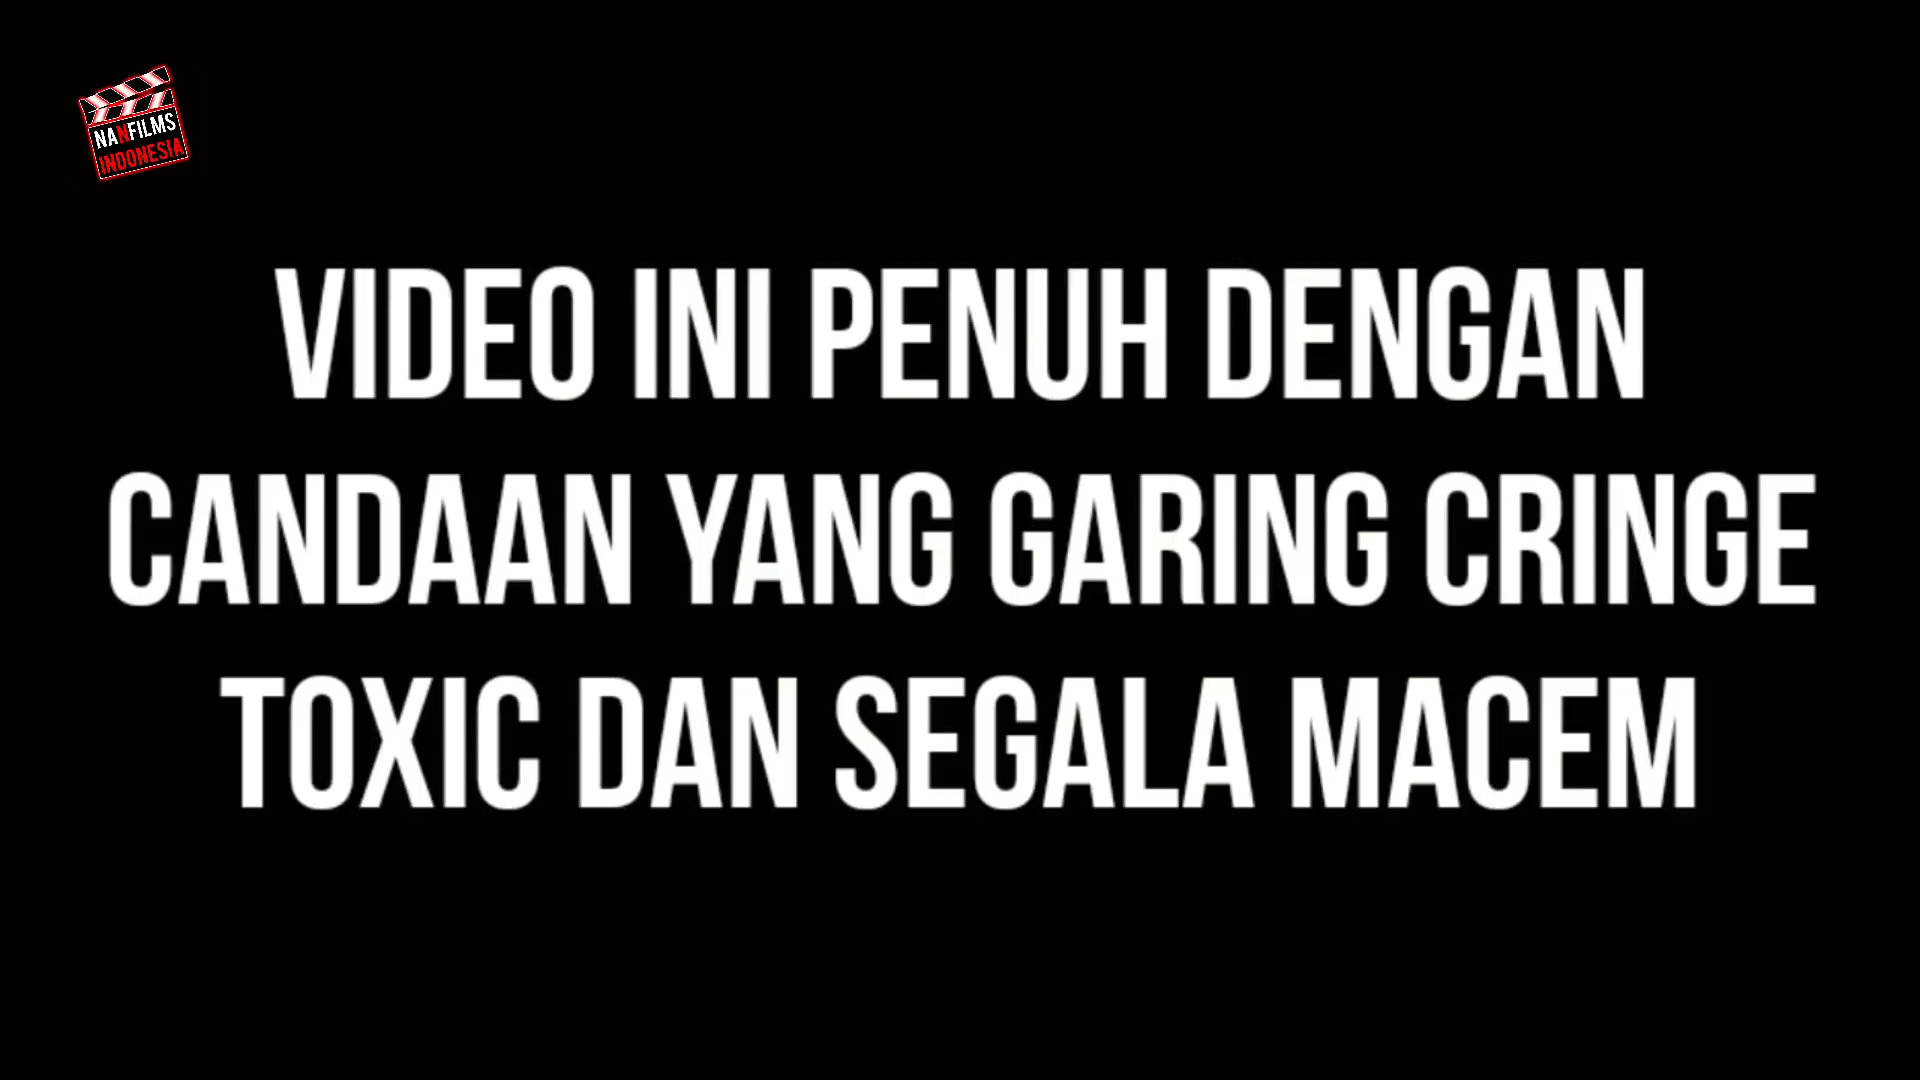 NANFILMS
INDONESIA
VIDEO INI PENUH DENGAN
CANDAAN YANG GARING CRINGE
TOXIC DAN SEGALA MACEM